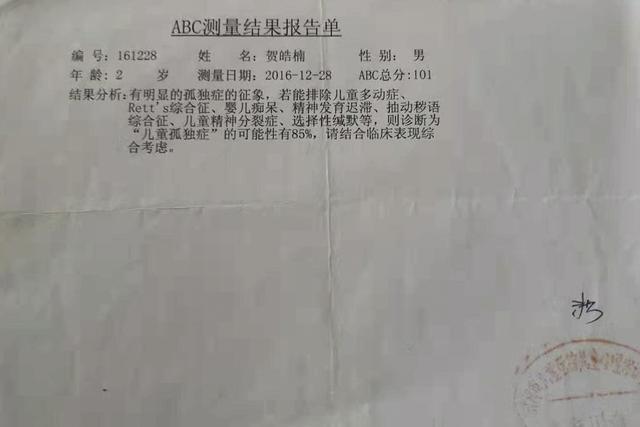 ABC测量结果报告单
编 号: 161228 姓 名: 贺皓楠 性 别: 男
年 龄: 2 岁 测量日期: 2016-12-28 ABC总分:101
结果分析: 有明显的孤独症的征象, 若能排除儿童多动症、
Rett's综合征、婴儿痴呆、精神发育迟滞、抽动秽语
综合征、儿童精神分裂症、选择性缄默等, 则诊断为
“儿童孤独症”的可能性有85%, 请结合临床表现综
合考虑。